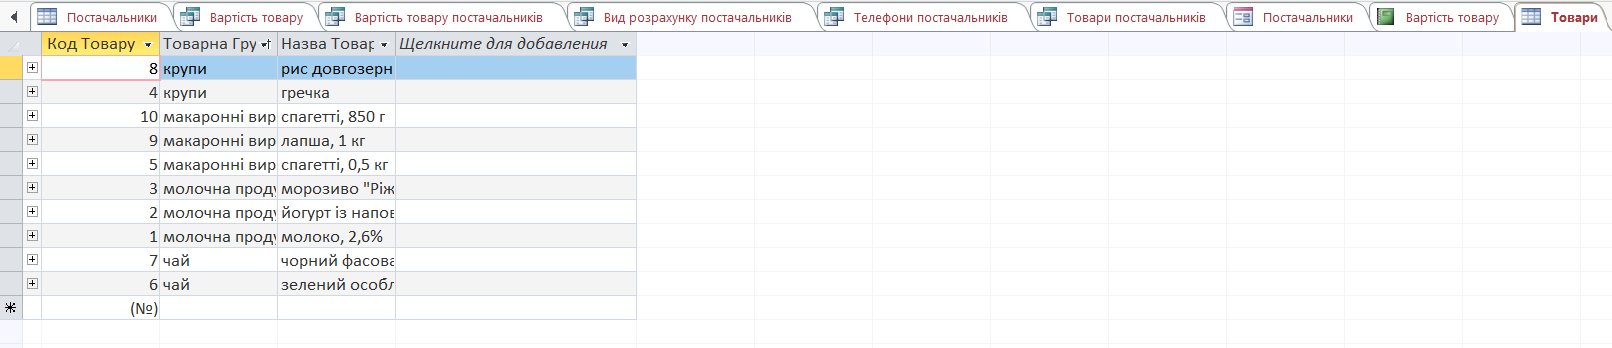 Постачальники Вартість товару Вартість товару постачальників Вид розрахунку постачальників Телефони постачальників Товари постачальників Постачальники Вартість товару Товари
Код Товару Товарна Гру Назва Товар Щелкните для добавления
8 крупи рис довгозерн
4 крупи гречка
10 макаронні вир спагетті, 850 г
9 макаронні вир лапша, 1 кг
5 макаронні вир спагетті, 0,5 кг
3 молочна проду морозиво "Ріж
2 молочна проду йогурт із напов
1 молочна проду молоко, 2,6%
7 чай чорний фасова
6 чай зелений особл
(№)